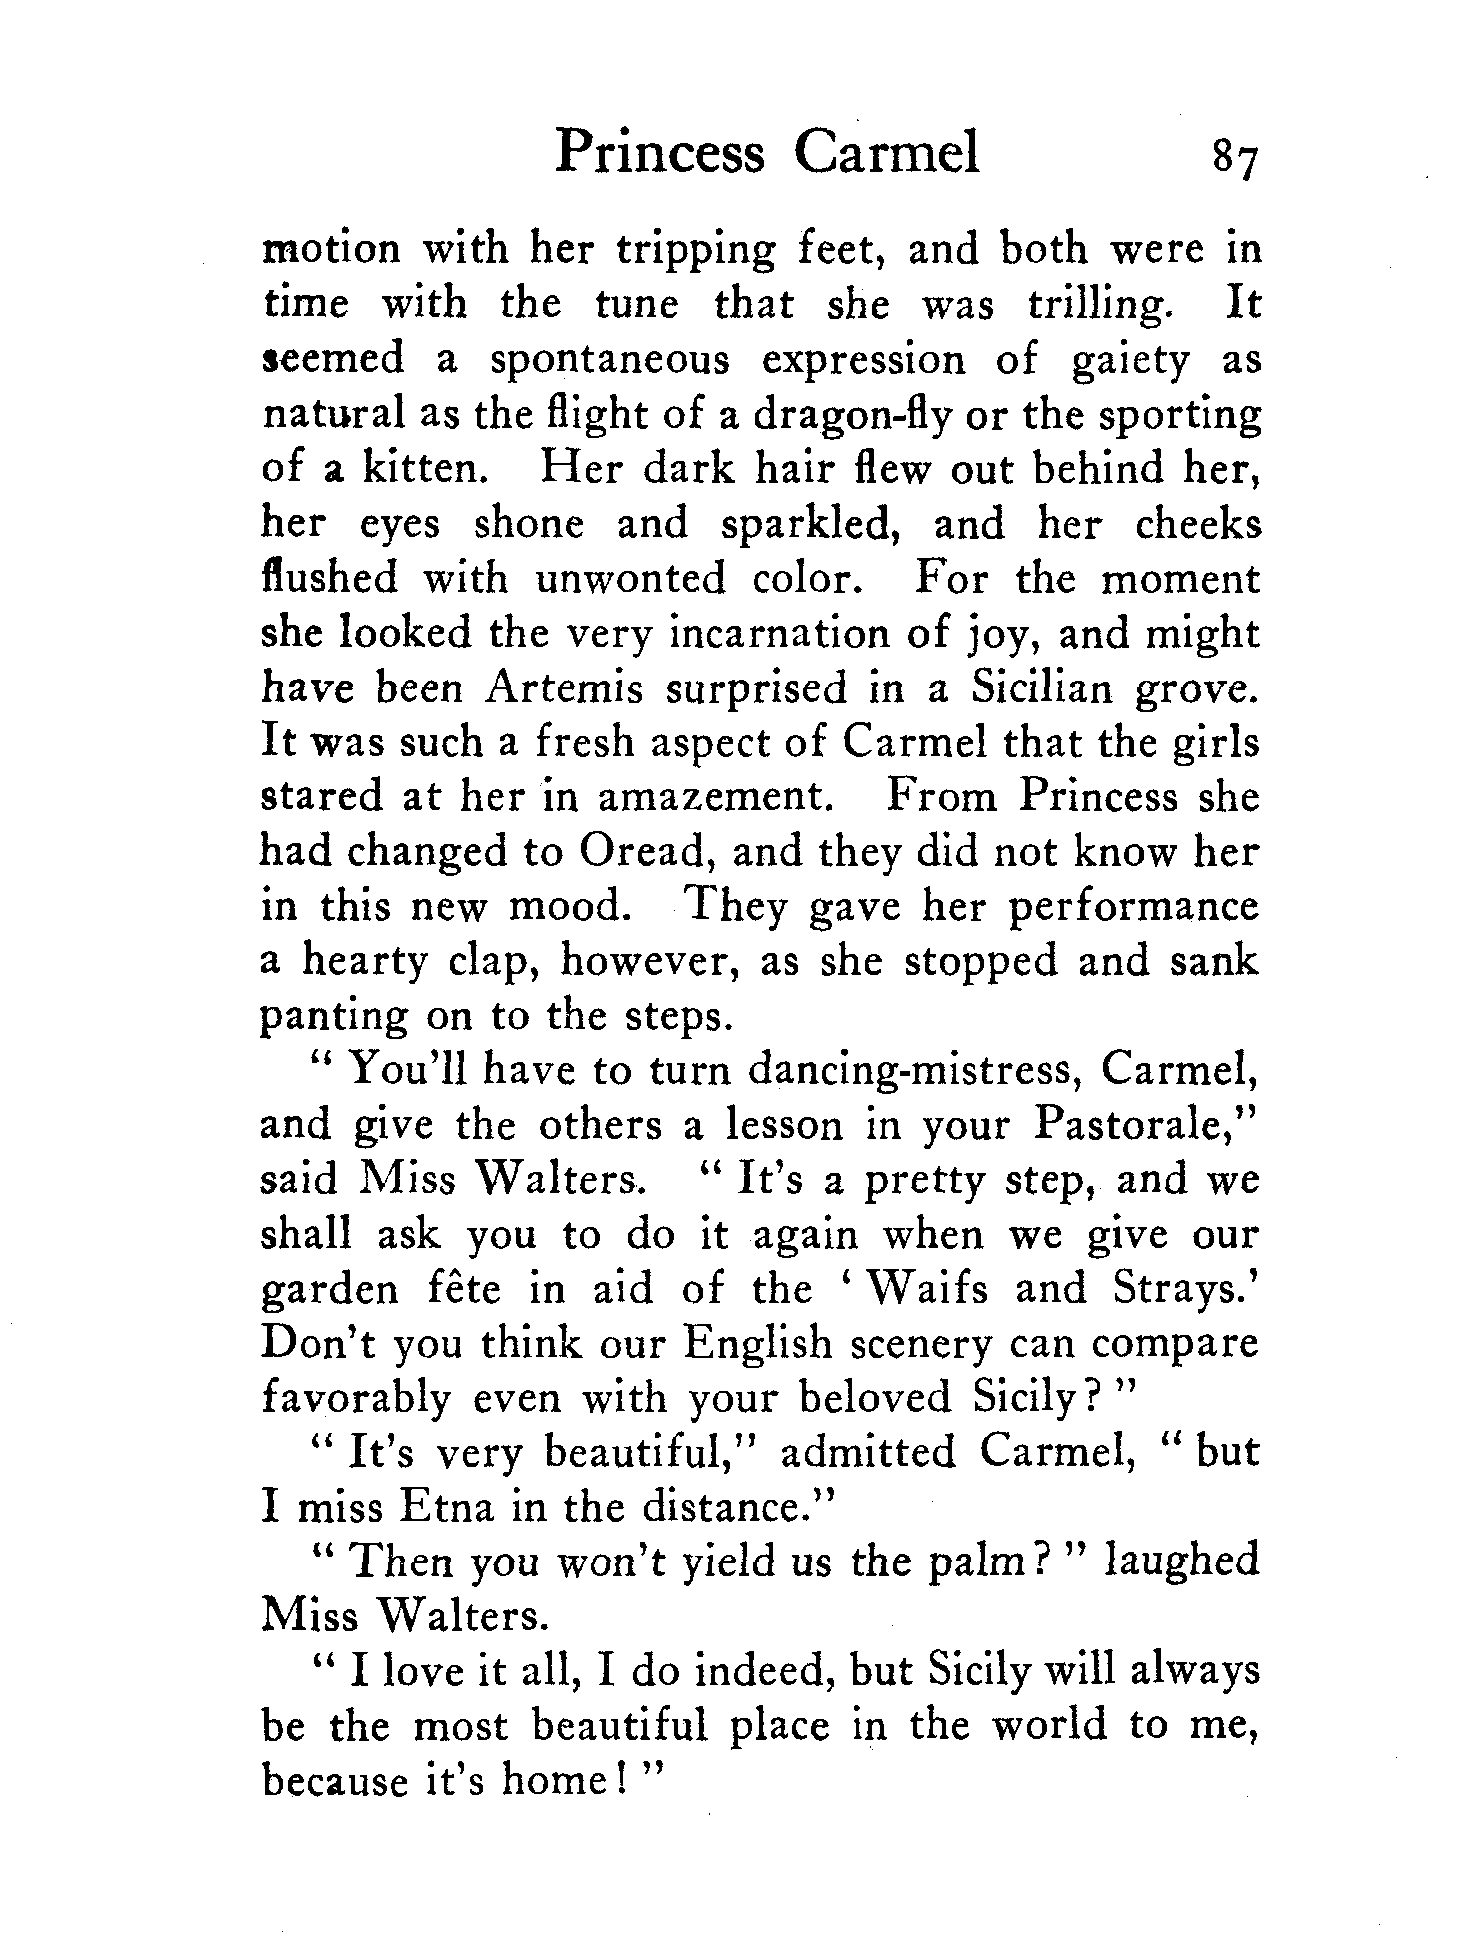 Princess Carmel 87
motion with her tripping feet, and both were in
time with the tune that she was trilling. It
seemed a spontaneous expression of gaiety as
natural as the flight of a dragon-fly or the sporting
of a kitten. Her dark hair flew out behind her,
her eyes shone and sparkled, and her cheeks
flushed with unwonted color. For the moment
she looked the very incarnation of joy, and might
have been Artemis surprised in a Sicilian grove.
It was such a fresh aspect of Carmel that the girls
stared at her in amazement. From Princess she
had changed to Oread, and they did not know her
in this new mood. They gave her performance
a hearty clap, however, as she stopped and sank
panting on to the steps.
“ You’ll have to turn dancing-mistress, Carmel,
and give the others a lesson in your Pastorale,”
said Miss Walters. “ It’s a pretty step, and we
shall ask you to do it again when we give our
garden fête in aid of the ‘ Waifs and Strays.’
Don’t you think our English scenery can compare
favorably even with your beloved Sicily? ”
“ It’s very beautiful,” admitted Carmel, “ but
I miss Etna in the distance.”
“ Then you won’t yield us the palm? ” laughed
Miss Walters.
“ I love it all, I do indeed, but Sicily will always
be the most beautiful place in the world to me,
because it’s home! ”